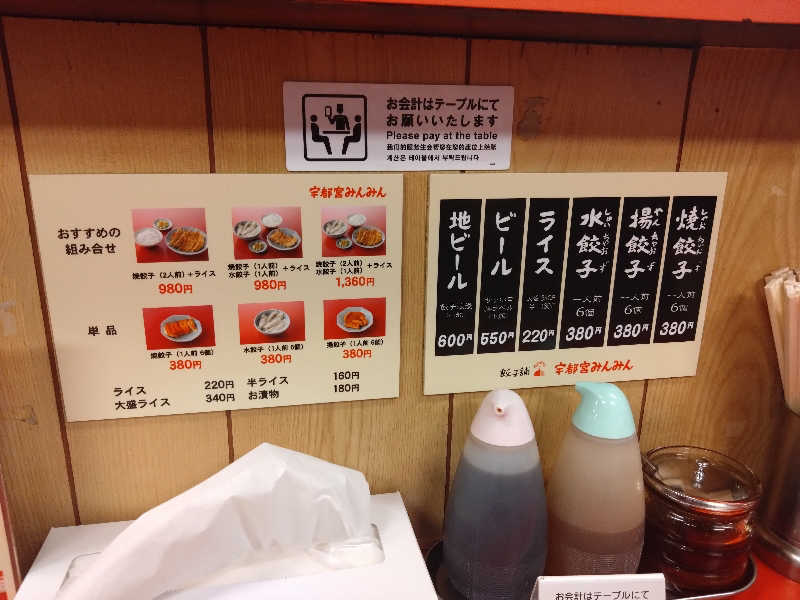 お会計はテーブルにて
お願いいたします
Please pay at the table
宇都宮みんみん
おすすめの
組み合せ
焼餃子（2人前）＋ライス
980円
焼餃子（1人前）＋ライス
水餃子（1人前）
980円
焼餃子（2人前）＋ライス
水餃子（1人前）
1,360円
単品
焼餃子（1人前 6個）
380円
水餃子（1人前 6個）
380円
揚餃子（1人前 6個）
380円
ライス 220円
大盛ライス 340円
半ライス 160円
お漬物 180円
焼餃子 一人前 6個 380円
揚餃子 一人前 6個 380円
水餃子 一人前 6個 380円
ライス 220円
ビール 550円
地ビール 600円
餃子舗 宇都宮みんみん
お会計はテーブルにて